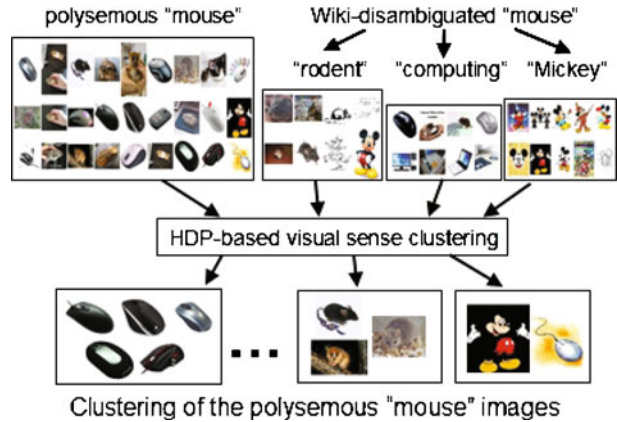 polysemous "mouse"
Wiki-disambiguated "mouse"
"rodent" "computing" "Mickey"
HDP-based visual sense clustering
...
Clustering of the polysemous "mouse" images